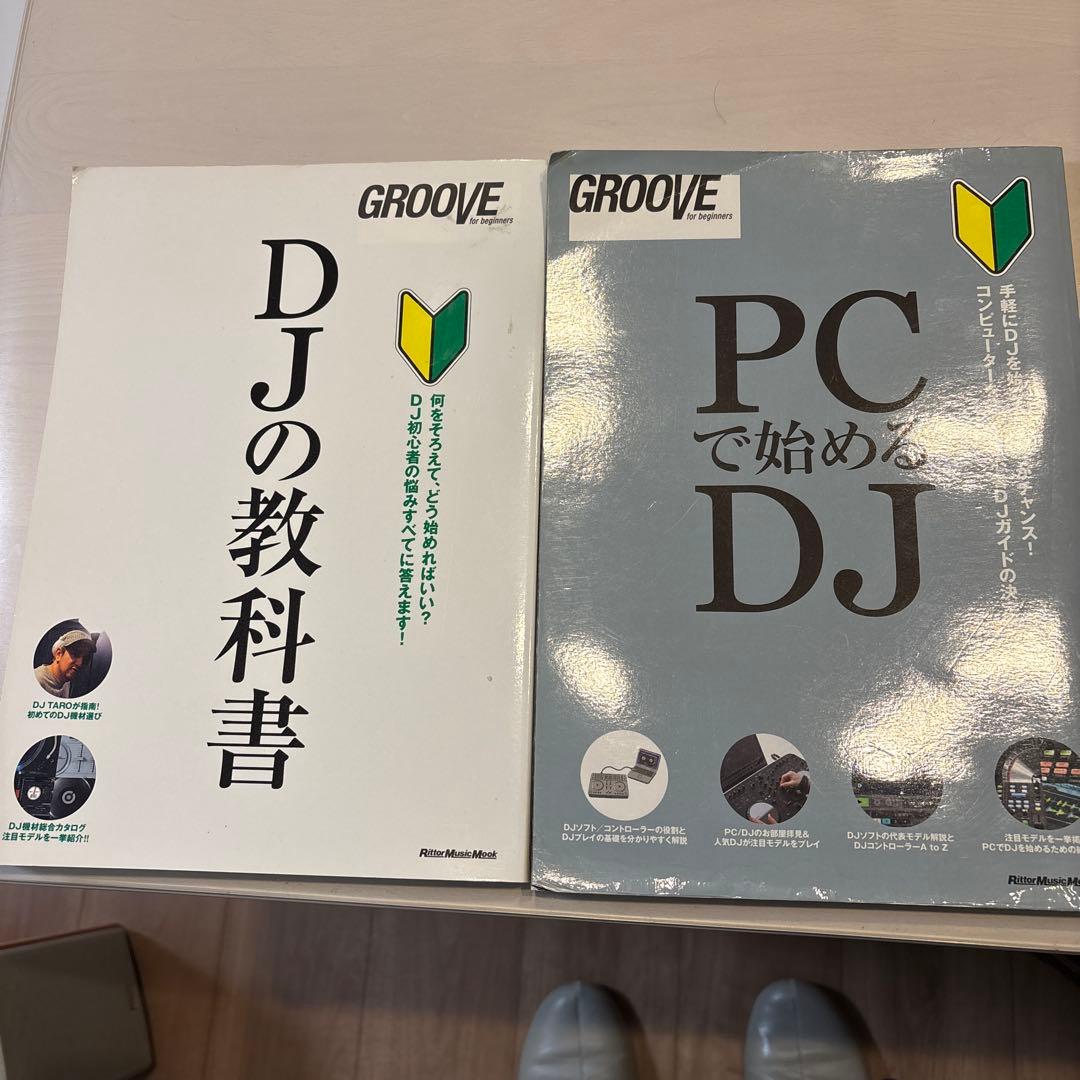 GROOVE
for beginners
DJの教科書
何をそろえて、どう始めればいい?
DJ初心者の悩みすべてに答えます!
DJ TAROが指南!
初めてのDJ機材選び
DJ機材総合カタログ
注目モデルを一挙紹介!!
RittorMusicMook
GROOVE
for beginners
PC
で始める
DJ
手軽にDJを始
チャンス!
コンピューター
DJガイドの決
DJソフト/コントローラーの役割と
DJプレイの基礎を分かりやすく解説
PC/DJのお部屋拝見&
人気DJが注目モデルをプレイ
DJソフトの代表モデル解説と
DJコントローラーA to Z
注目モデルを一挙
PCでDJを始めるための
RittorMusicM